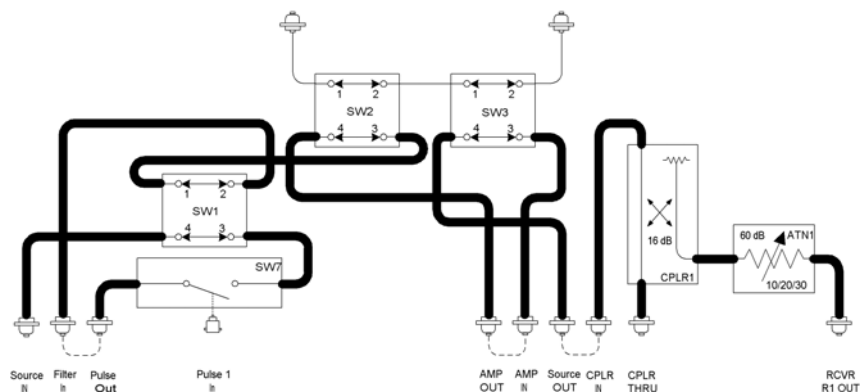 1 2
SW2
4 3
1 2
SW3
4 3
1 2
SW1
4 3
SW7
16 dB
CPLR1
60 dB ATN1
10/20/30
Source IN
Filter In
Pulse Out
Pulse 1 In
AMP OUT
AMP IN
Source OUT
CPLR IN
CPLR THRU
RCVR R1 OUT